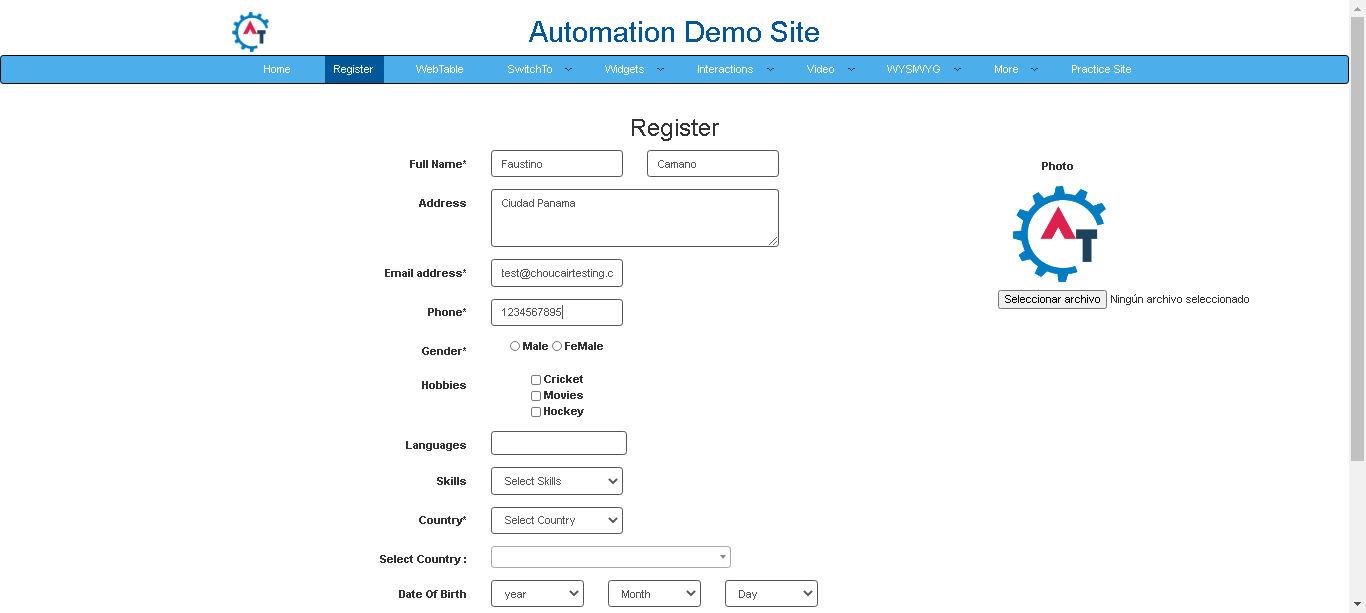 Automation Demo Site
Home Register WebTable SwitchTo Widgets Interactions Video WYSIWYG More Practice Site
Register
Full Name* Faustino Camano
Photo
Address Ciudad Panama
AT
Email address* test@choucairtesting.c
Seleccionar archivo Ningún archivo seleccionado
Phone* 1234567895
Gender* Male FeMale
Hobbies Cricket
Movies
Hockey
Languages
Skills Select Skills
Country* Select Country
Select Country :
Date Of Birth year Month Day